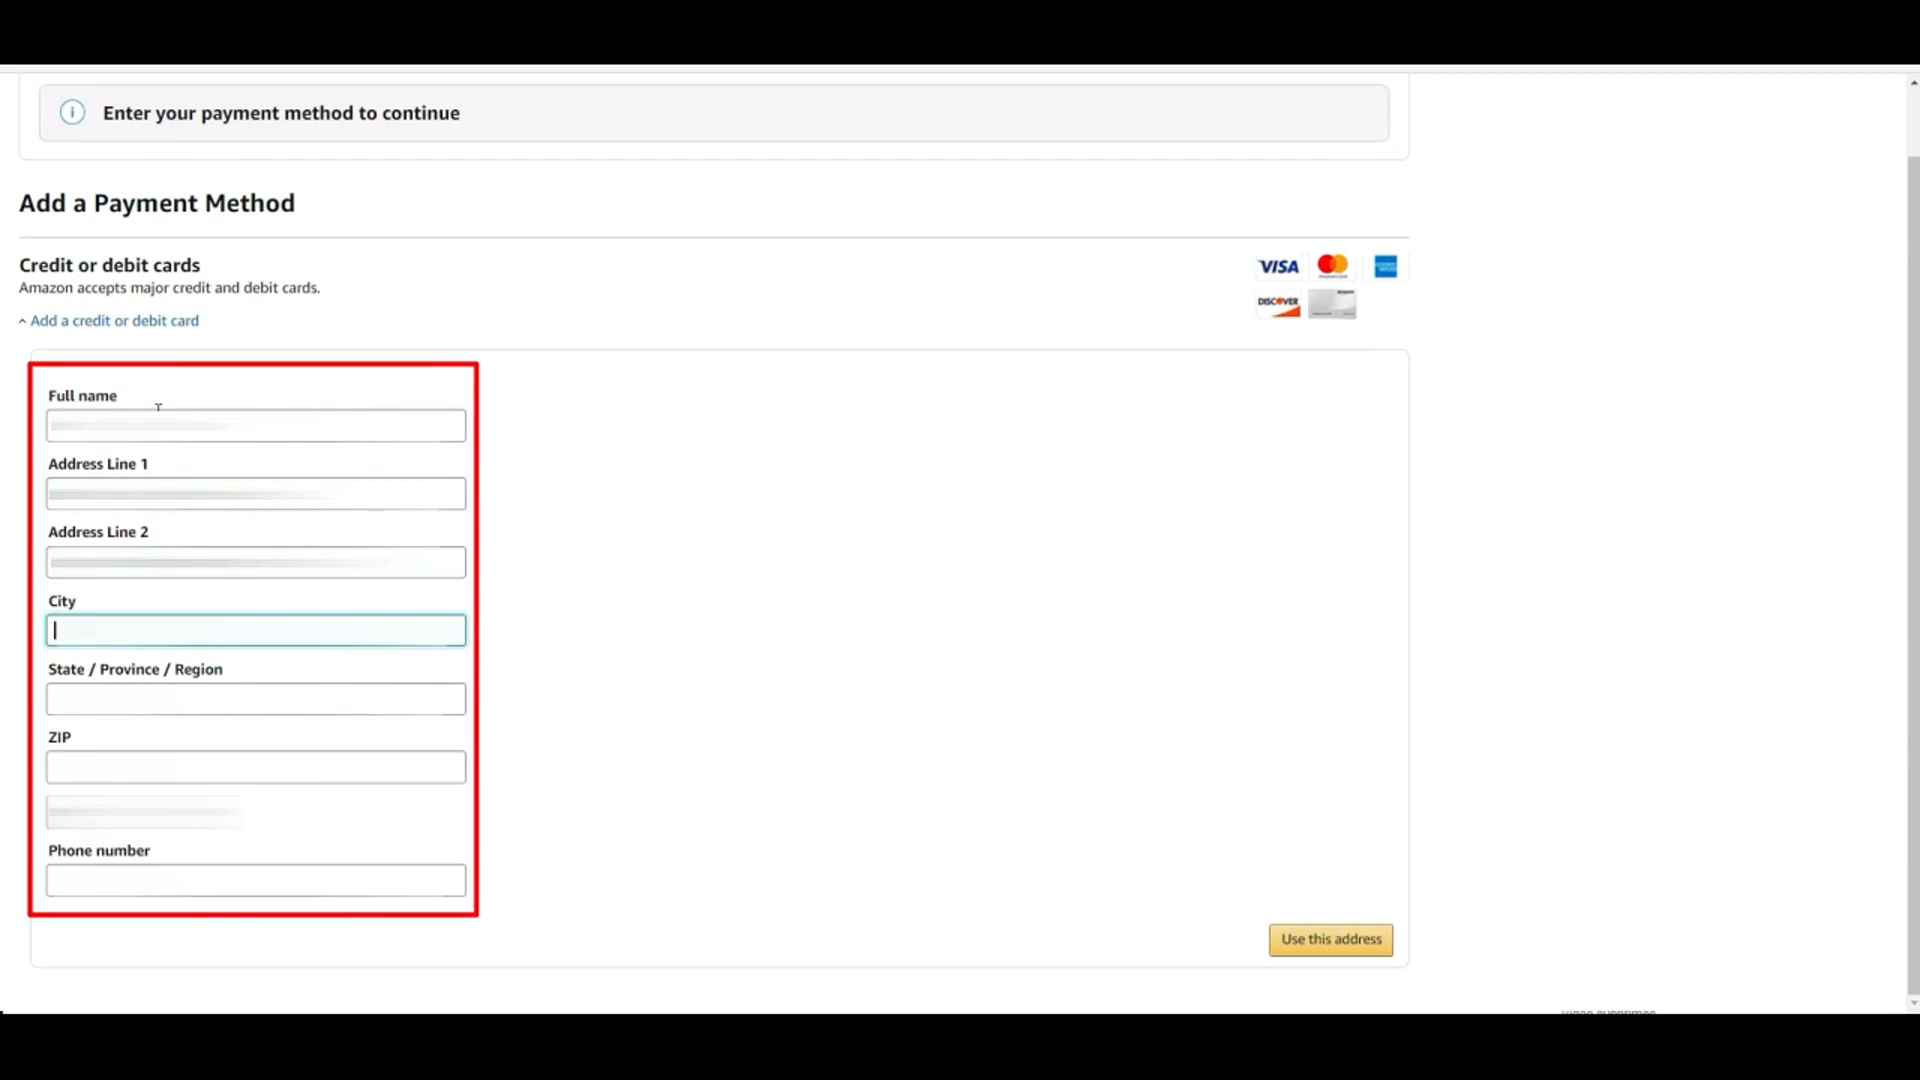 Enter your payment method to continue
Add a Payment Method
Credit or debit cards
Amazon accepts major credit and debit cards.
Add a credit or debit card
VISA
DISCOVER
Full name
Address Line 1
Address Line 2
City
State / Province / Region
ZIP
Phone number
Use this address